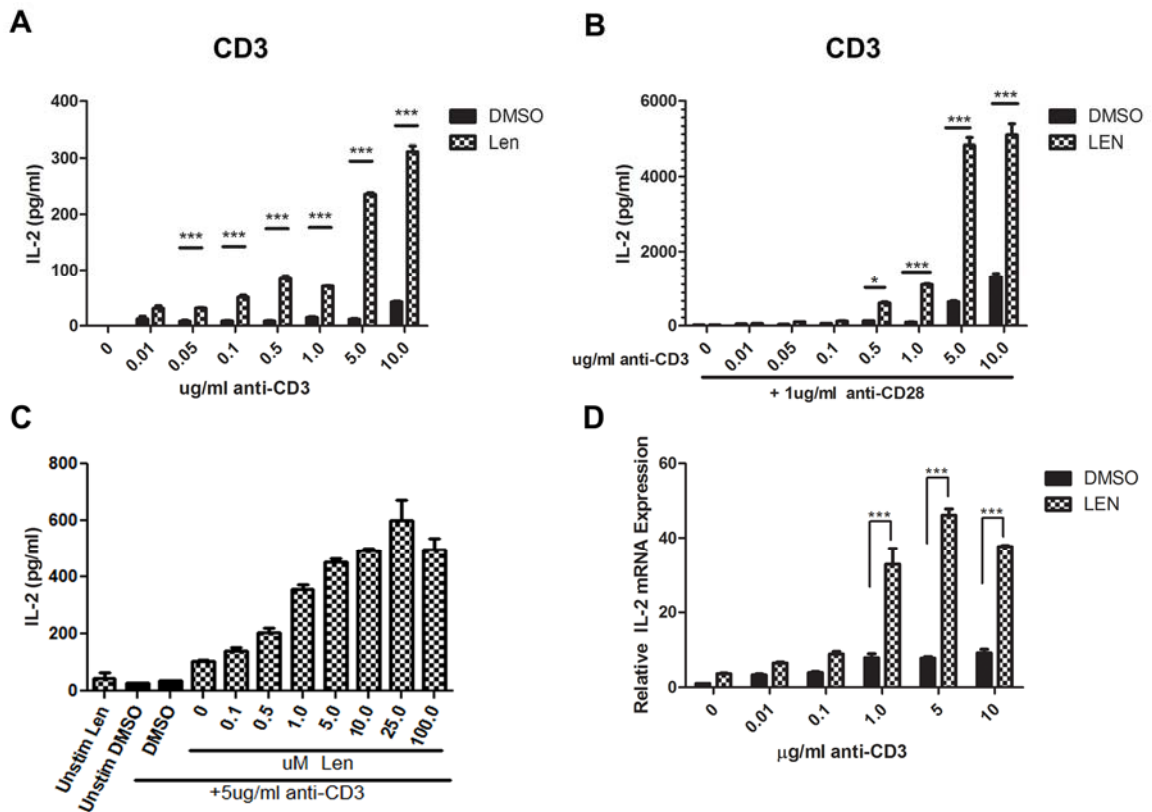 A
CD3
IL-2 (pg/ml)
400
300
200
100
0
***
***
***
***
***
***
DMSO
Len
0
0.01
0.05
0.1
0.5
1.0
5.0
10.0
ug/ml anti-CD3
B
CD3
IL-2 (pg/ml)
6000
4000
2000
0
*
***
***
***
DMSO
LEN
ug/ml anti-CD3
0
0.01
0.05
0.1
0.5
1.0
5.0
10.0
+ 1ug/ml anti-CD28
C
IL-2 (pg/ml)
800
600
400
200
0
Unstim Len
Unstim DMSO
DMSO
0
0.1
0.5
1.0
5.0
10.0
25.0
100.0
uM Len
+5ug/ml anti-CD3
D
Relative IL-2 mRNA Expression
60
40
20
0
***
***
***
DMSO
LEN
0
0.01
0.1
1.0
5
10
µg/ml anti-CD3